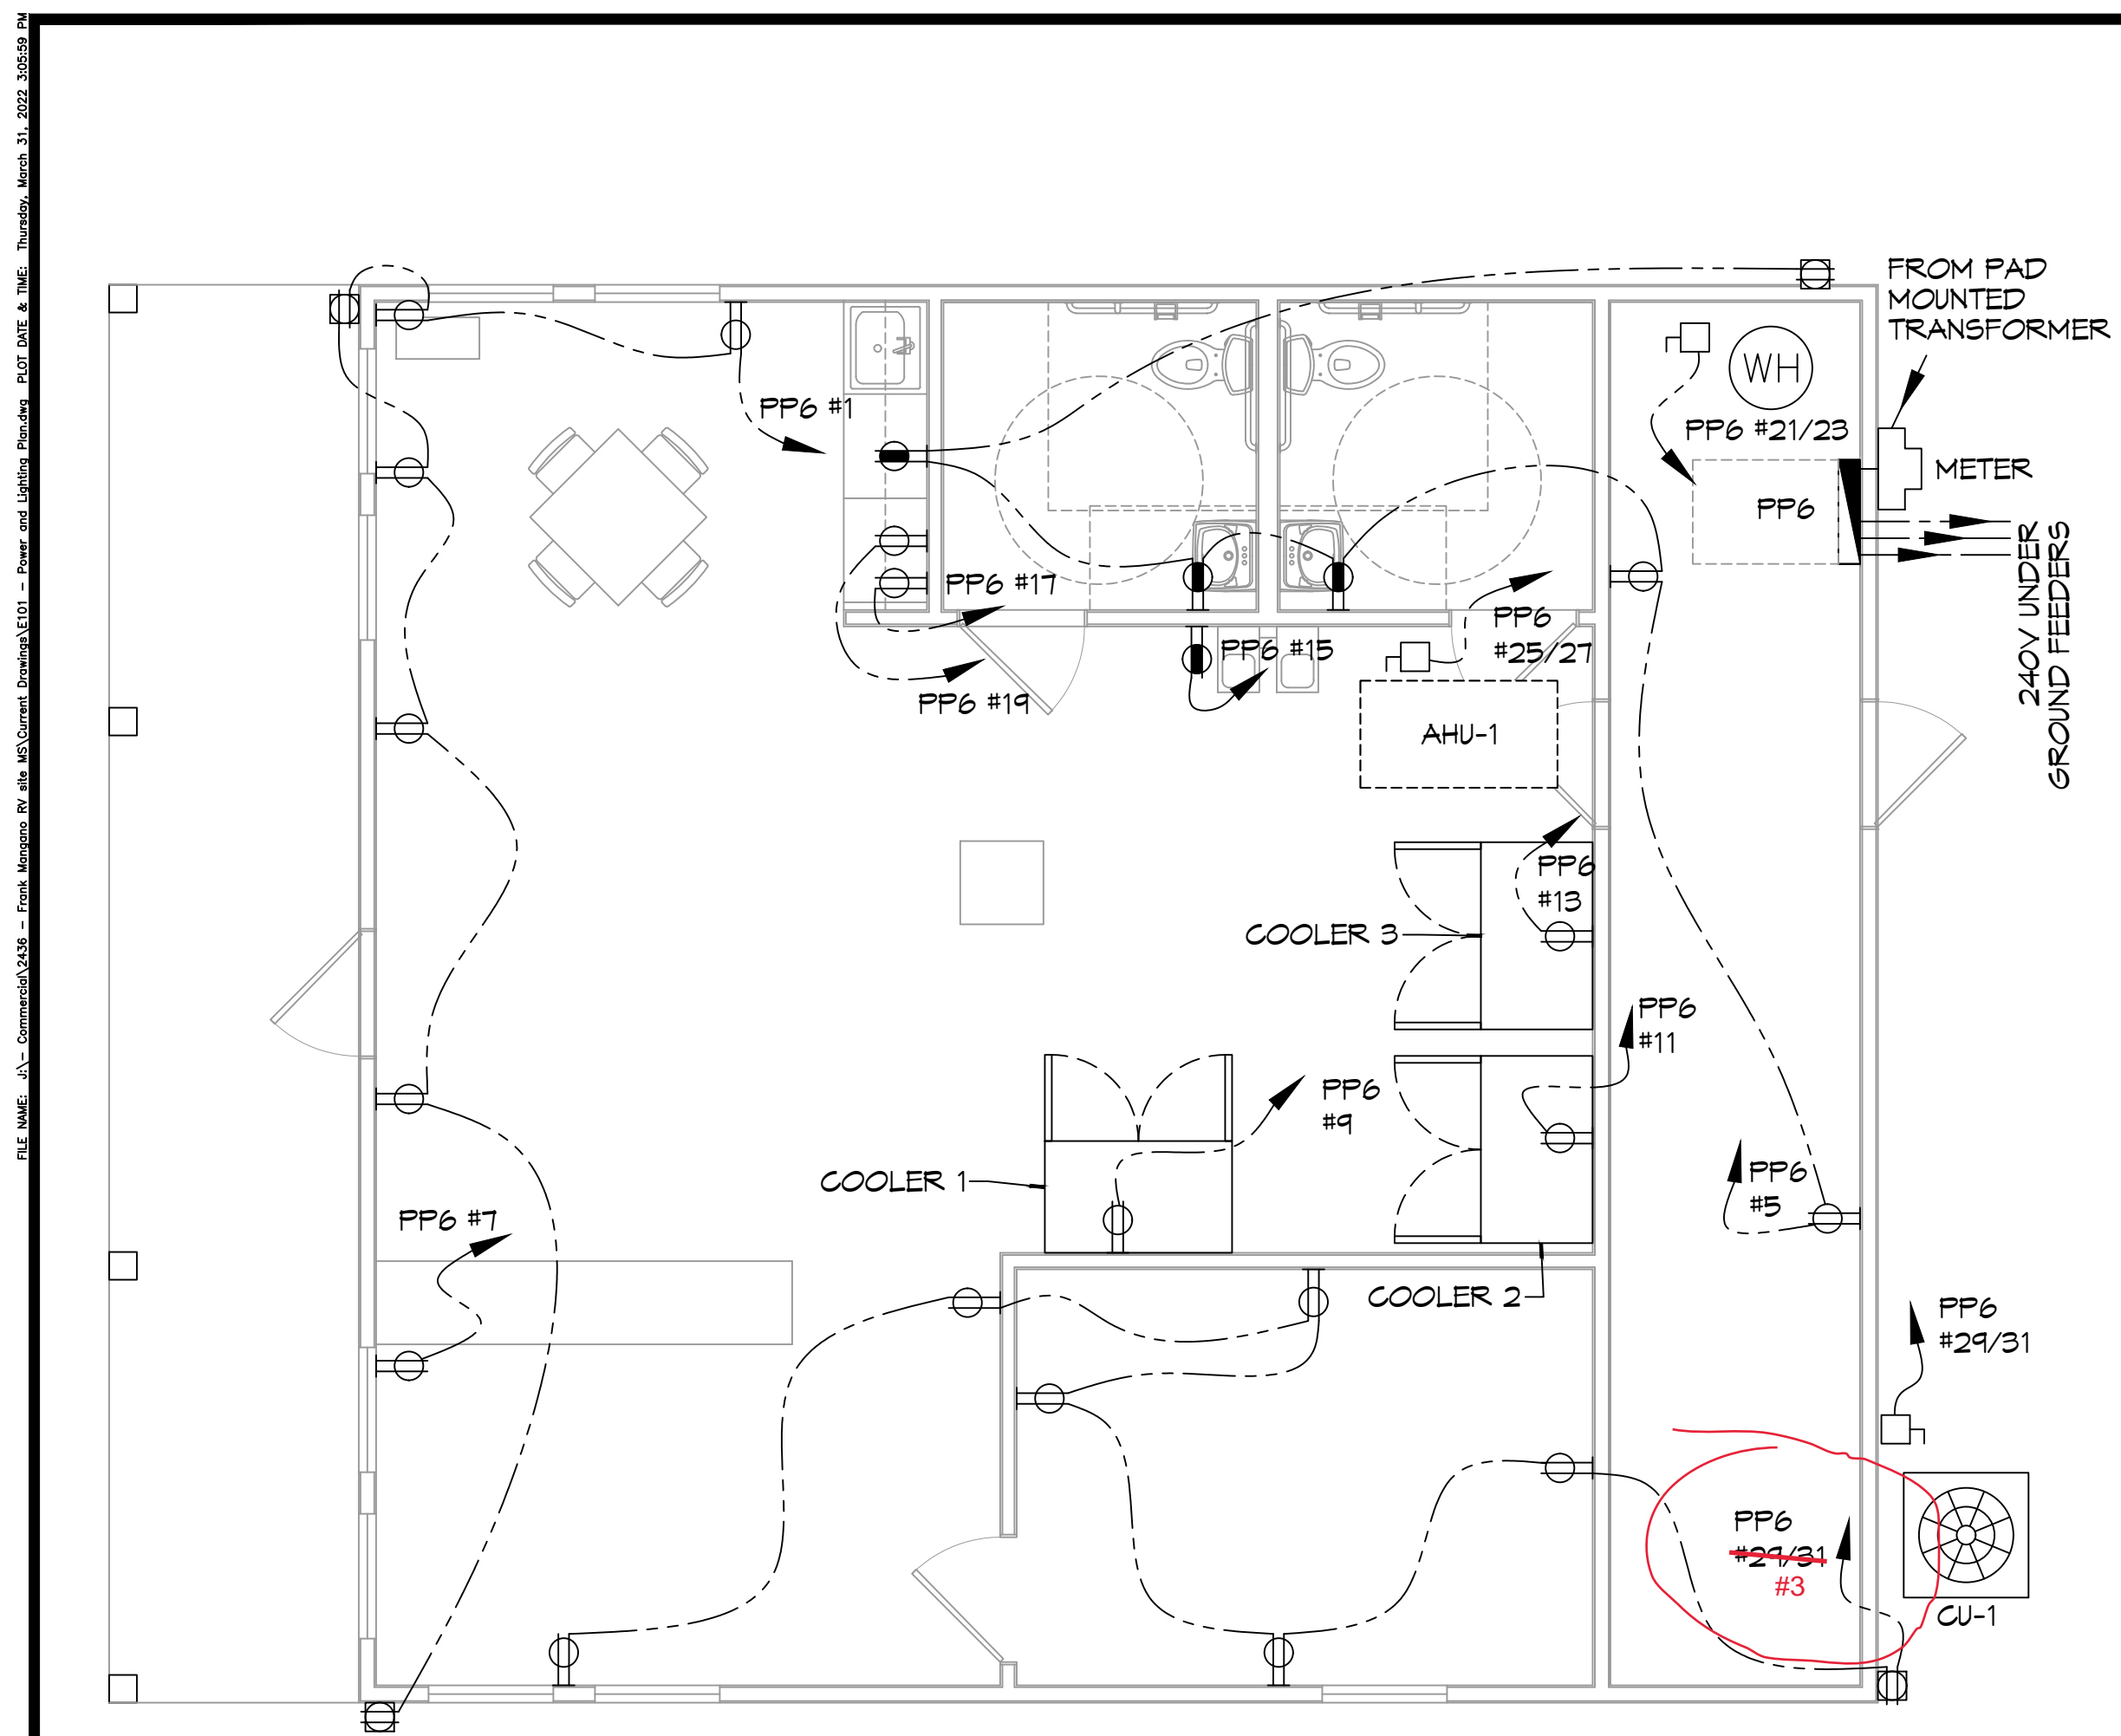 FILE NAME: J:\- Commercial\2436 - Frank Mangano RV site MS\Current Drawings\E101 - Power and Lighting Plan.dwg PLOT DATE & TIME: Thursday, March 31, 2022 3:05:59 PM
FROM PAD
MOUNTED
TRANSFORMER
WH
PP6 #1
PP6 #21/23
METER
PP6
240V UNDER
GROUND FEEDERS
PP6 #17
PP6
#25/27
PP6 #15
PP6 #19
AHU-1
PP6
#13
COOLER 3
PP6
#11
PP6
#9
COOLER 1
PP6
#5
PP6 #7
COOLER 2
PP6
#29/31
PP6
#29/31
#3
CU-1